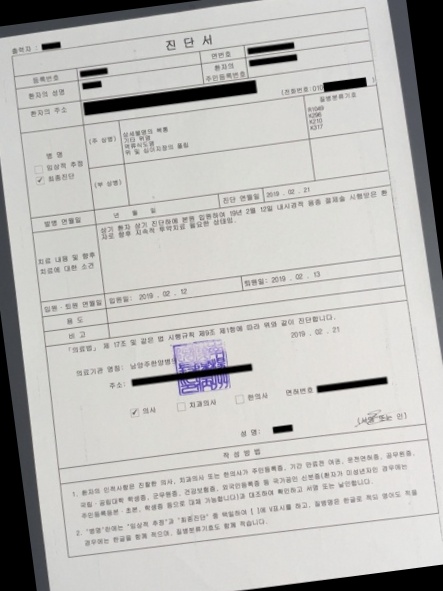 출력자 :
진 단 서
등록번호
연번호
환자의 성명
환자의
주민등록번호
환자의 주소
(전화번호:010 )
병 명
임상적 추정
✓ 최종진단
(주 상병)
상세불명의 복통
기타 위염
역류식도염
위 및 십이지장의 폴립
질병분류기호
R1049
K296
K210
K317
(부 상병)
발병 연월일
년 월 일
진단 연월일
2019 . 02 . 21
치료 내용 및 향후
치료에 대한 소견
상기 환자 상기 진단하에 본원 입원하여 19년 2월 12일 내시경적 용종 절제술 시행받은 환
자로 향후 지속적 투약치료 필요한 상태임.
입원·퇴원 연월일
입원일: 2019 . 02 . 12
퇴원일: 2019 . 02 . 13
용 도
비 고
「의료법」 제 17조 및 같은 법 시행규칙 제9조 제1항에 따라 위와 같이 진단합니다.
2019 . 02 . 21
의료기관 명칭: 남양주한양병원
주소:
✓ 의사
치과의사
한의사
면허번호
성 명:
(서명 또는 인)
작 성 방 법
1. 환자의 인적사항은 진찰한 의사, 치과의사 또는 한의사가 주민등록증, 기간 만료전 여권, 운전면허증, 공무원증,
국립·공립대학 학생증, 군무원증, 건강보험증, 외국인등록증 등 국가공인 신분증(환자가 미성년자인 경우에는
주민등록등본·초본, 학생증 등으로 대체 가능합니다)과 대조하여 확인하고 서명 또는 날인합니다.
2. "병명"란에는 "임상적 추정"과 "최종진단" 중 택일하여 [ ]에 V표시를 하고, 질병명은 한글로 적되 영어도 적을
경우에는 한글을 함께 적으며, 질병분류기호도 함께 적습니다.